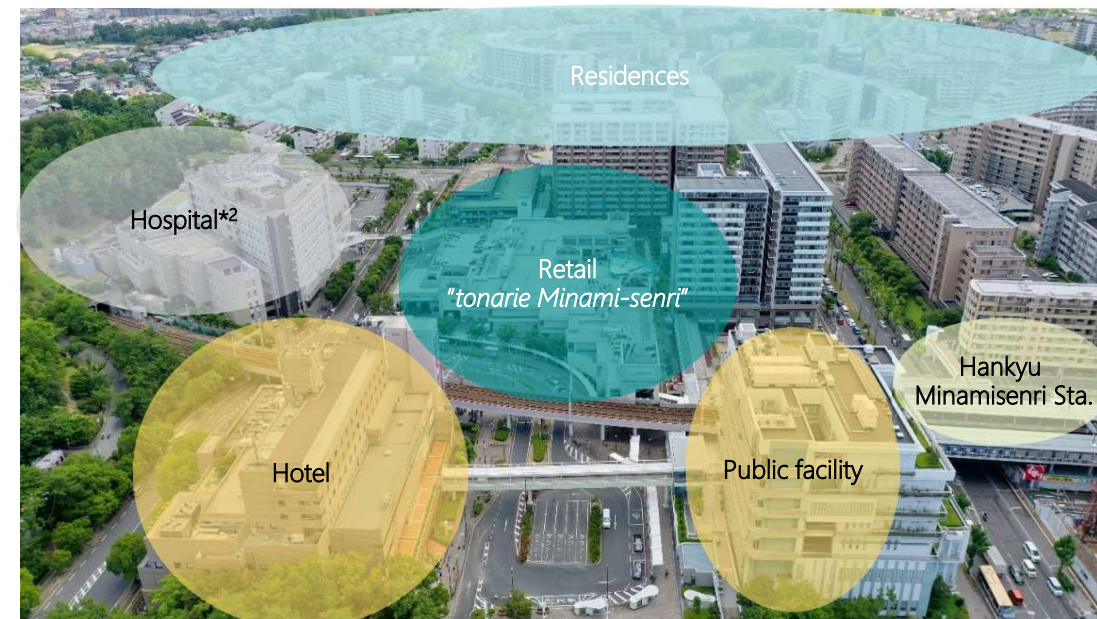 Residences
Hospital*2
Retail
"tonarie Minami-senri"
Hankyu
Minamisenri Sta.
Hotel
Public facility